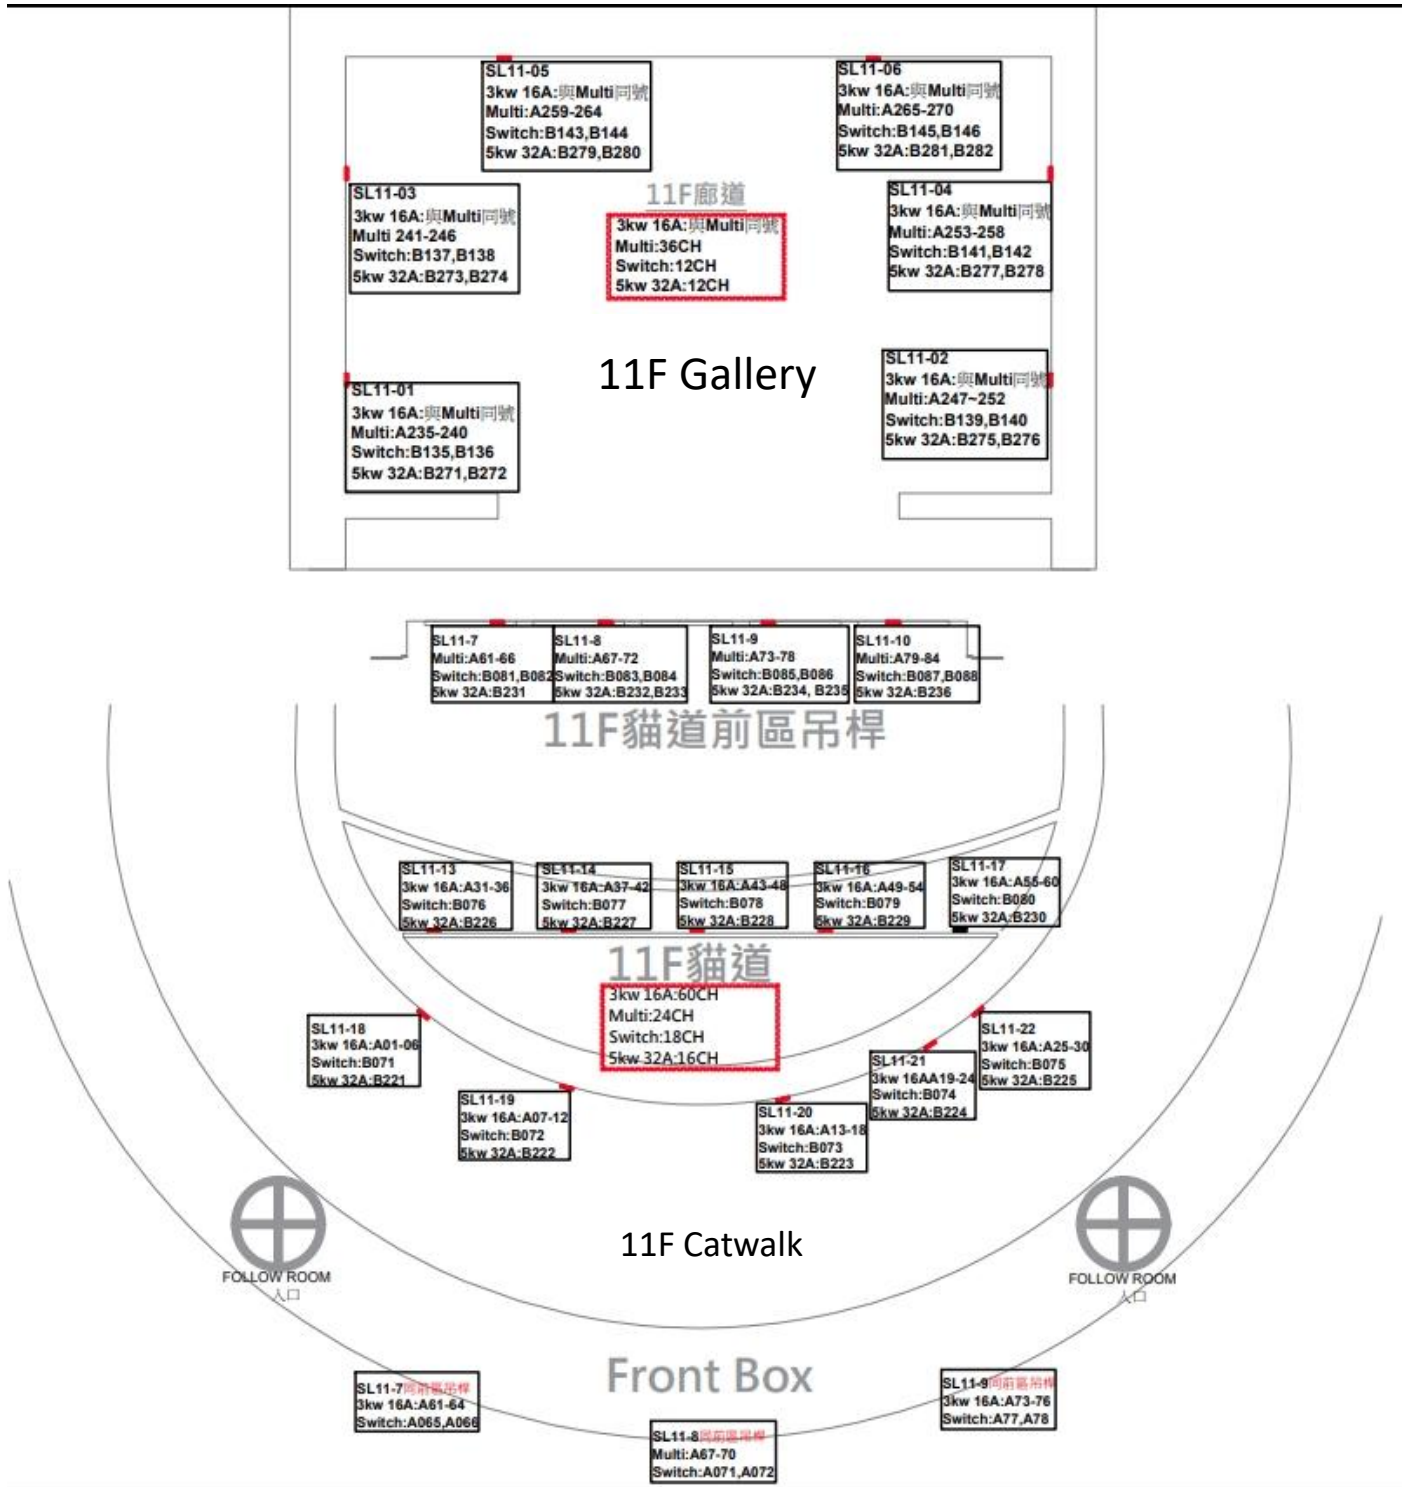 SL11-05
3kw 16A:與Multi同號
Multi:A259-264
Switch:B143,B144
5kw 32A:B279,B280
SL11-06
3kw 16A:與Multi同號
Multi:A265-270
Switch:B145,B146
5kw 32A:B281,B282
SL11-03
3kw 16A:與Multi同號
Multi 241-246
Switch:B137,B138
5kw 32A:B273,B274
11F廊道
3kw 16A:與Multi同號
Multi:36CH
Switch:12CH
5kw 32A:12CH
SL11-04
3kw 16A:與Multi同號
Multi:A253-258
Switch:B141,B142
5kw 32A:B277,B278
11F Gallery
SL11-01
3kw 16A:與Multi同號
Multi:A235-240
Switch:B135,B136
5kw 32A:B271,B272
SL11-02
3kw 16A:與Multi同號
Multi:A247~252
Switch:B139,B140
5kw 32A:B275,B276
SL11-7
Multi:A61-66
Switch:B081,B082
5kw 32A:B231
SL11-8
Multi:A67-72
Switch:B083,B084
5kw 32A:B232,B233
SL11-9
Multi:A73-78
Switch:B085,B086
5kw 32A:B234, B235
SL11-10
Multi:A79-84
Switch:B087,B088
5kw 32A:B236
11F貓道前區吊桿
SL11-13
3kw 16A:A31-36
Switch:B076
5kw 32A:B226
SL11-14
3kw 16A:A37-42
Switch:B077
5kw 32A:B227
SL11-15
3kw 16A:A43-48
Switch:B078
5kw 32A:B228
SL11-16
3kw 16A:A49-54
Switch:B079
5kw 32A:B229
SL11-17
3kw 16A:A55-60
Switch:B080
5kw 32A:B230
11F貓道
3kw 16A:60CH
Multi:24CH
Switch:18CH
5kw 32A:16CH
SL11-18
3kw 16A:A01-06
Switch:B071
5kw 32A:B221
SL11-19
3kw 16A:A07-12
Switch:B072
5kw 32A:B222
SL11-20
3kw 16A:A13-18
Switch:B073
5kw 32A:B223
SL11-21
3kw 16AA19-24
Switch:B074
5kw 32A:B224
SL11-22
3kw 16A:A25-30
Switch:B075
5kw 32A:B225
11F Catwalk
FOLLOW ROOM
入口
FOLLOW ROOM
入口
Front Box
SL11-7同前區吊桿
3kw 16A:A61-64
Switch:A065,A066
SL11-8同前區吊桿
Multi:A67-70
Switch:A071,A072
SL11-9同前區吊桿
3kw 16A:A73-76
Switch:A77,A78